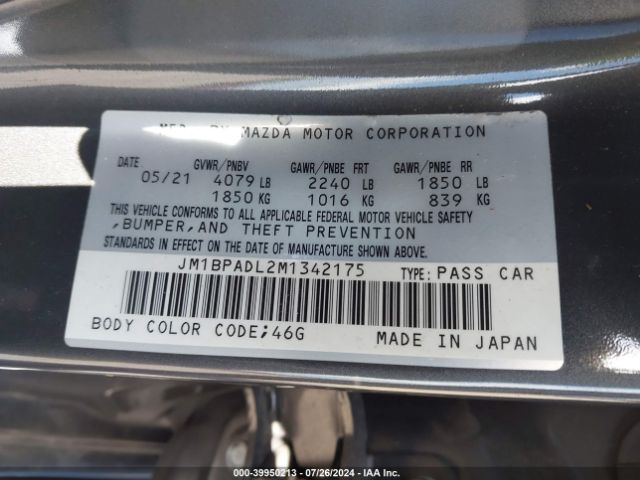 MFD. BY MAZDA MOTOR CORPORATION
DATE GVWR/PNBV GAWR/PNBE FRT GAWR/PNBE RR
05/21 4079 LB 2240 LB 1850 LB
1850 KG 1016 KG 839 KG
THIS VEHICLE CONFORMS TO ALL APPLICABLE FEDERAL MOTOR VEHICLE SAFETY
,BUMPER,AND THEFT PREVENTION
STANDARDS IN EFFECT ON THE DATE OF MANUFACTURE SHOWN ABOVE.
JM1BPADL2M1342175 TYPE: PASS CAR
BODY COLOR CODE;46G MADE IN JAPAN
000-39950213 - 07/26/2024 - IAA Inc.